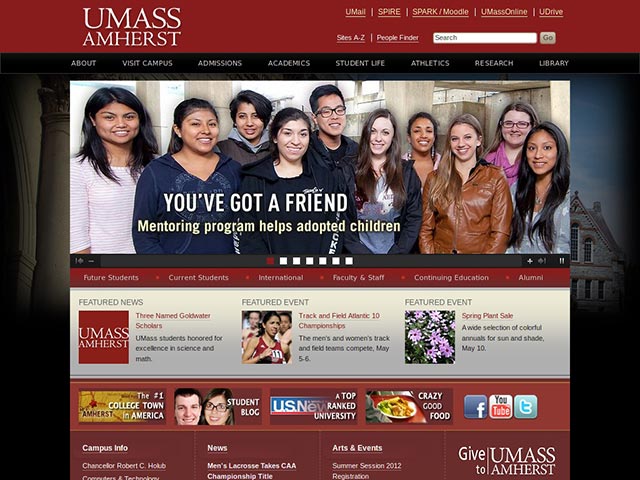 UMASS
AMHERST
UMail | SPIRE | SPARK / Moodle | UMassOnline | UDrive
Sites A-Z | People Finder Search Go
ABOUT VISIT CAMPUS ADMISSIONS ACADEMICS STUDENT LIFE ATHLETICS RESEARCH LIBRARY
YOU'VE GOT A FRIEND
Mentoring program helps adopted children
Future Students Current Students International Faculty & Staff Continuing Education Alumni
FEATURED NEWS
UMASS
AMHERST
Three Named Goldwater
Scholars
UMass students honored for
excellence in science and
math.
FEATURED EVENT
Track and Field Atlantic 10
Championships
The men's and women's track
and field teams compete, May
5-6.
FEATURED EVENT
Spring Plant Sale
A wide selection of colorful
annuals for sun and shade,
May 10.
AMHERST
The #1
COLLEGE TOWN
in AMERICA
STUDENT
BLOG
U.S.News
A TOP
RANKED
UNIVERSITY
CRAZY
GOOD
FOOD
f
You
Tube
t
Campus Info
Chancellor Robert C. Holub
Computers & Technology
News
Men's Lacrosse Takes CAA
Championship Title
Arts & Events
Summer Session 2012
Registration
Give
to
UMASS
AMHERST